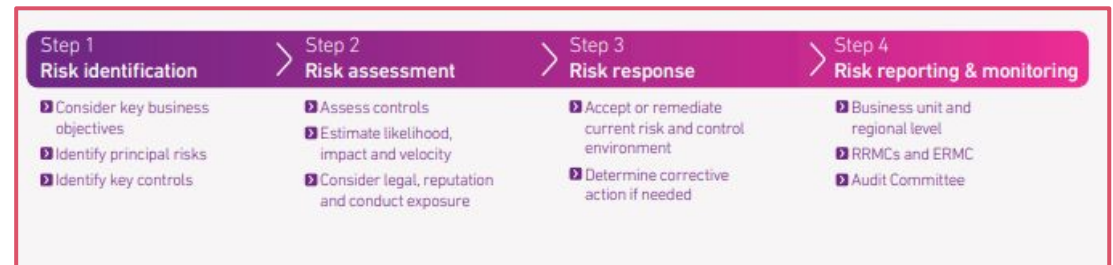 Step 1
Risk identification
Consider key business
objectives
Identify principal risks
Identify key controls
Step 2
Risk assessment
Assess controls
Estimate likelihood,
impact and velocity
Consider legal, reputation
and conduct exposure
Step 3
Risk response
Accept or remediate
current risk and control
environment
Determine corrective
action if needed
Step 4
Risk reporting & monitoring
Business unit and
regional level
RRMCs and ERMC
Audit Committee